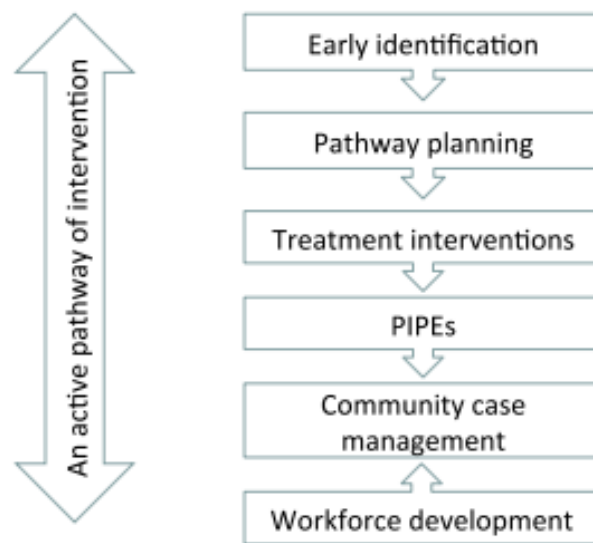 An active pathway of intervention
Early identification
Pathway planning
Treatment interventions
PIPEs
Community case
management
Workforce development